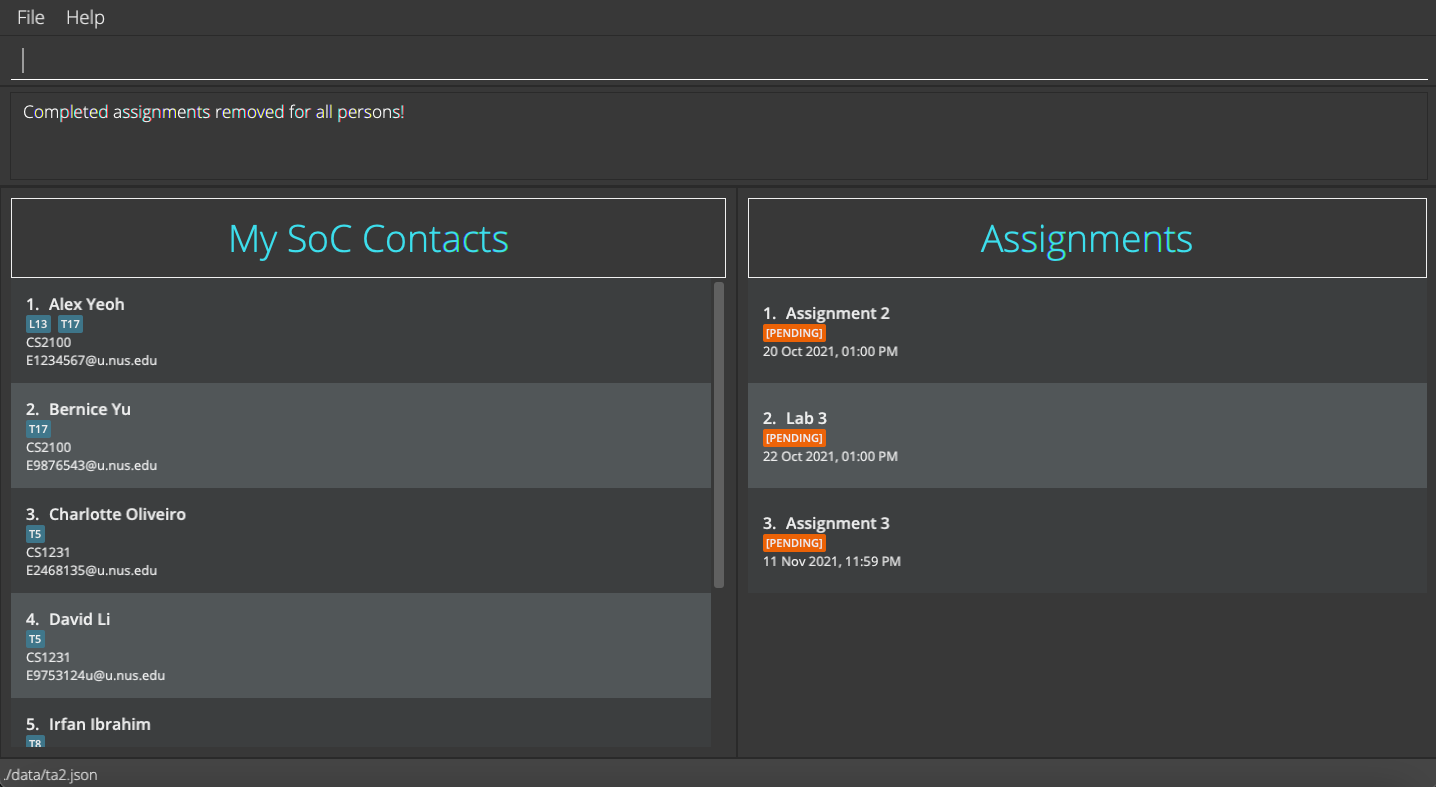 File Help
Completed assignments removed for all persons!
My SoC Contacts
1. Alex Yeoh
L13 T17
CS2100
E1234567@u.nus.edu
2. Bernice Yu
T17
CS2100
E9876543@u.nus.edu
3. Charlotte Oliveiro
T5
CS1231
E2468135@u.nus.edu
4. David Li
T5
CS1231
E9753124u@u.nus.edu
5. Irfan Ibrahim
T8
Assignments
1. Assignment 2
[PENDING]
20 Oct 2021, 01:00 PM
2. Lab 3
[PENDING]
22 Oct 2021, 01:00 PM
3. Assignment 3
[PENDING]
11 Nov 2021, 11:59 PM
./data/ta2.json